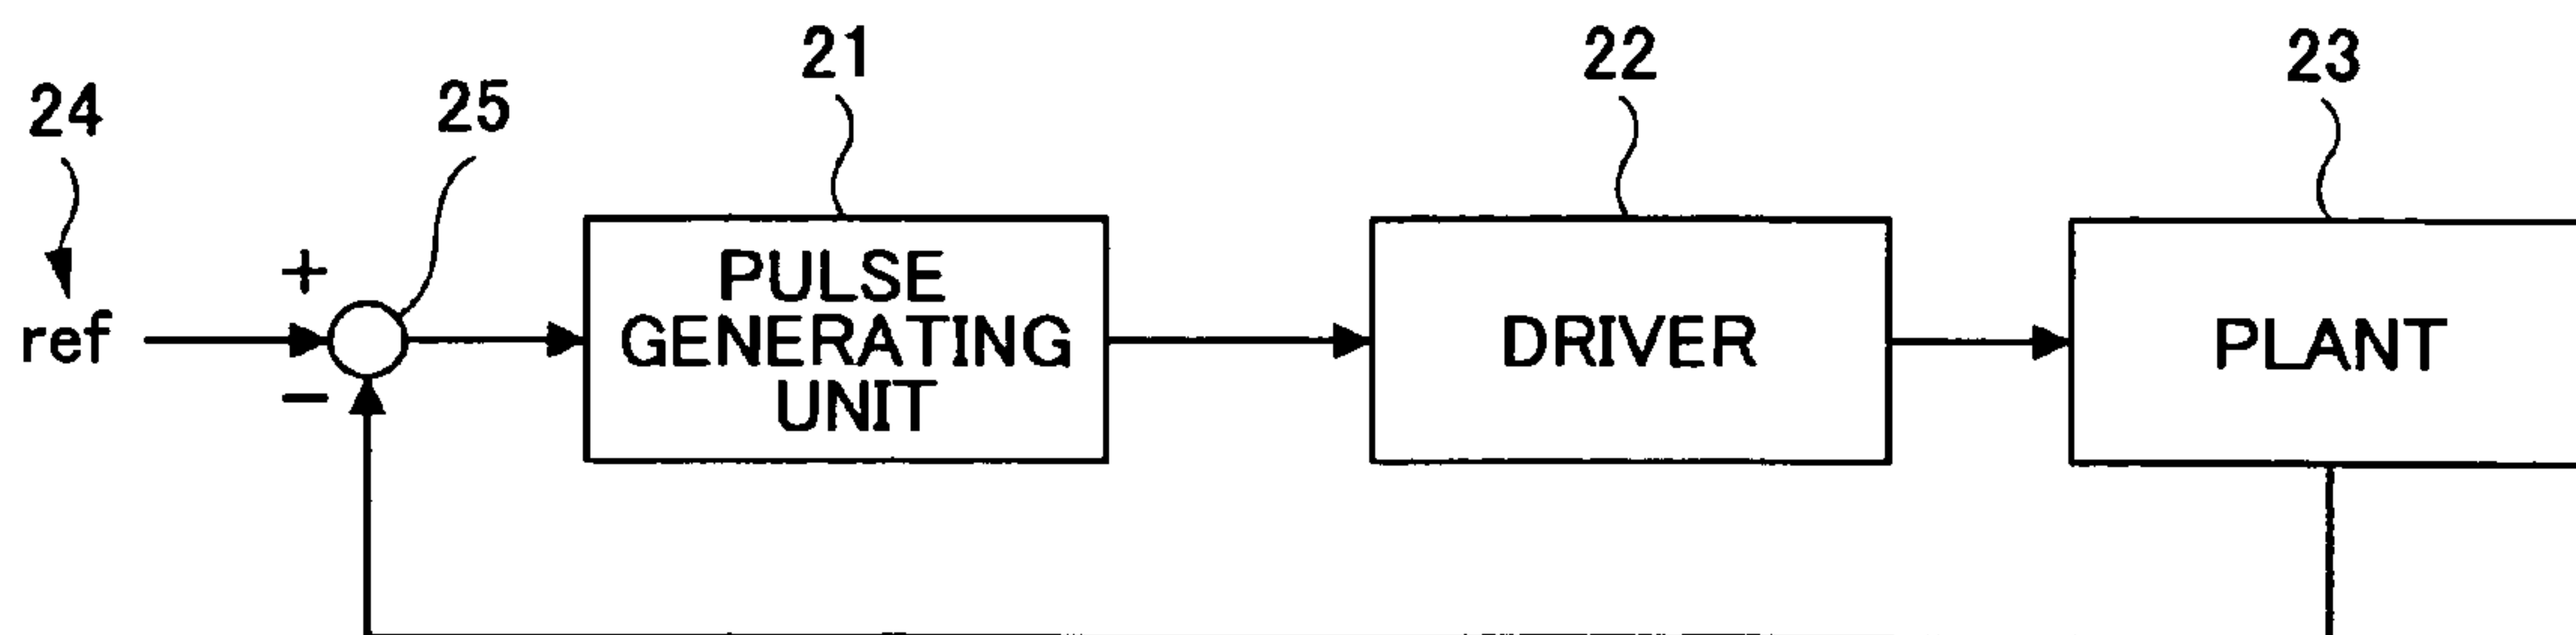 21
22
23
24
25
+
ref
−
PULSE
GENERATING
UNIT
DRIVER
PLANT